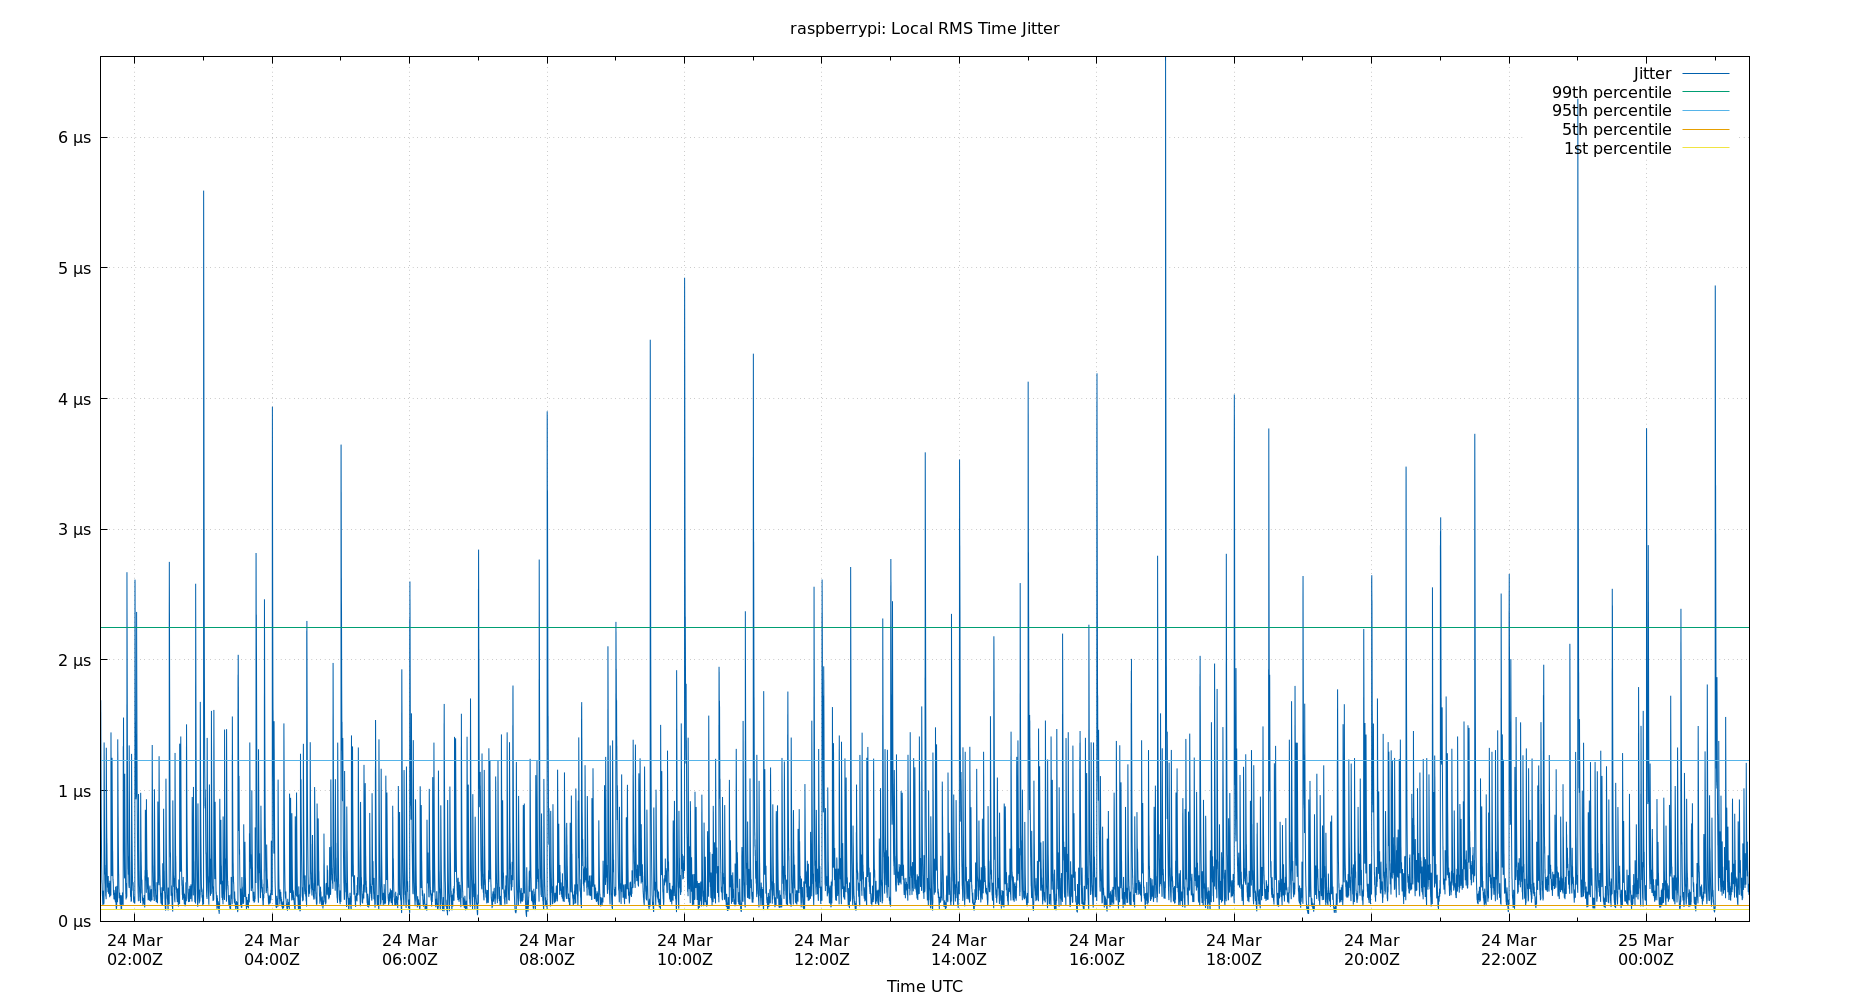 raspberrypi: Local RMS Time Jitter
Jitter
99th percentile
95th percentile
5th percentile
1st percentile
6 µs
5 µs
4 µs
3 µs
2 µs
1 µs
0 µs
24 Mar 24 Mar 24 Mar 24 Mar 24 Mar 24 Mar 24 Mar 24 Mar 24 Mar 24 Mar 24 Mar 25 Mar
02:00Z 04:00Z 06:00Z 08:00Z 10:00Z 12:00Z 14:00Z 16:00Z 18:00Z 20:00Z 22:00Z 00:00Z
Time UTC